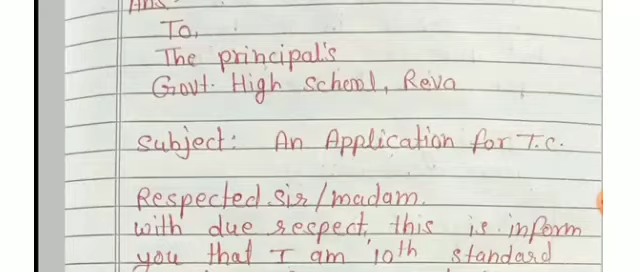 Ans
To,
The principal's
Govt. High School, Reva
Subject: An Application for T.C.
Respected sir/madam.
with due respect, this is inform
you that I am 10th standard